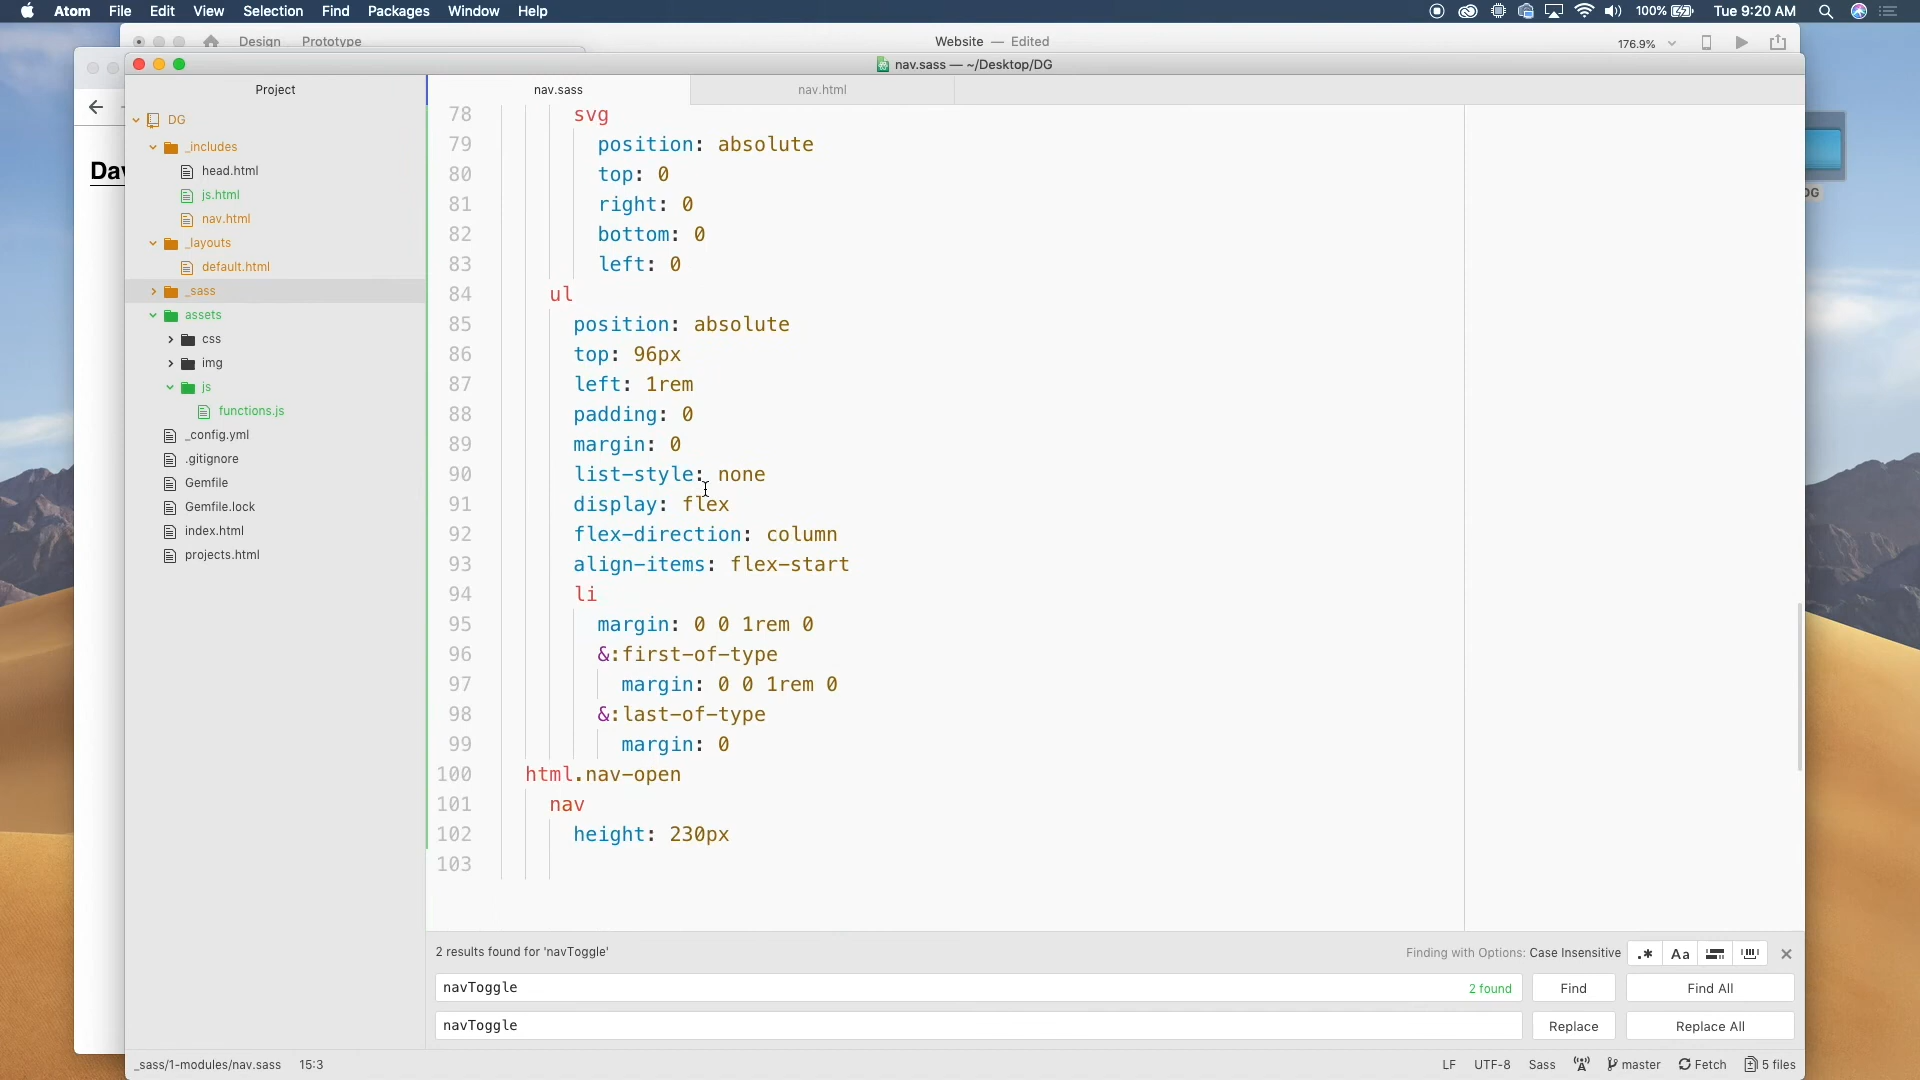 Atom File Edit View Selection Find Packages Window Help
100% Tue 9:20 AM
Design Prototype
Website — Edited
176.9%
nav.sass — ~/Desktop/DG
Project
nav.sass
nav.html
DG
_includes
head.html
js.html
nav.html
_layouts
default.html
_sass
assets
css
img
js
functions.js
_config.yml
.gitignore
Gemfile
Gemfile.lock
index.html
projects.html
78 svg
79 position: absolute
80 top: 0
81 right: 0
82 bottom: 0
83 left: 0
84 ul
85 position: absolute
86 top: 96px
87 left: 1rem
88 padding: 0
89 margin: 0
90 list-style: none
91 display: flex
92 flex-direction: column
93 align-items: flex-start
94 li
95 margin: 0 0 1rem 0
96 &:first-of-type
97 margin: 0 0 1rem 0
98 &:last-of-type
99 margin: 0
100 html.nav-open
101 nav
102 height: 230px
103
2 results found for 'navToggle'
Finding with Options: Case Insensitive
.* Aa
navToggle 2 found
Find Find All
navToggle
Replace Replace All
_sass/1-modules/nav.sass 15:3
LF UTF-8 Sass master Fetch 5 files